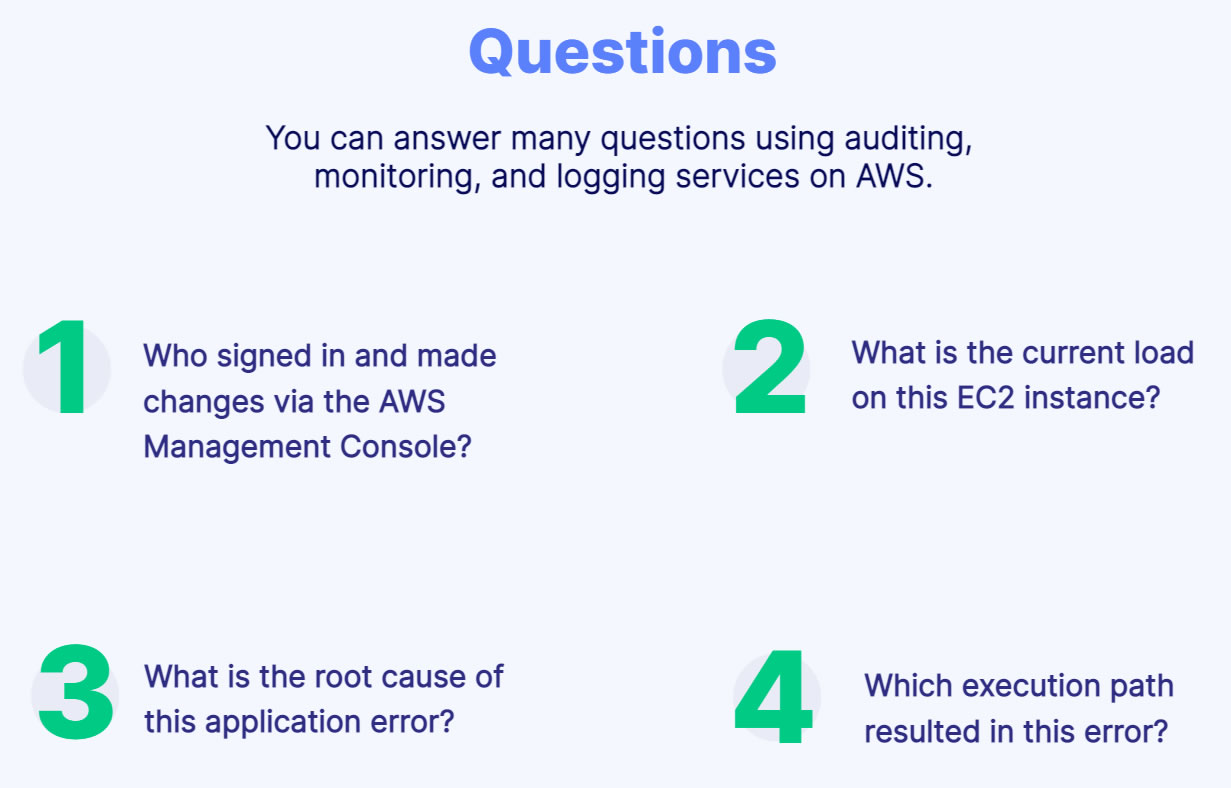 Questions
You can answer many questions using auditing,
monitoring, and logging services on AWS.
1
Who signed in and made
changes via the AWS
Management Console?
2
What is the current load
on this EC2 instance?
3
What is the root cause of
this application error?
4
Which execution path
resulted in this error?